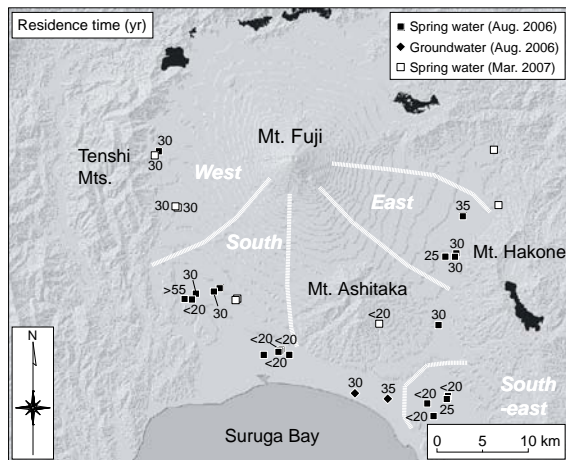 Residence time (yr)
Spring water (Aug. 2006)
Groundwater (Aug. 2006)
Spring water (Mar. 2007)
30
Tenshi
Mts.
30
Mt. Fuji
West
East
30
30
South
35
30
25
30
Mt. Hakone
>55
30
<20
30
Mt. Ashitaka
<20
30
<20
<20
<20
30
35
<20
<20
25
South
-east
N
Suruga Bay
0
5
10 km